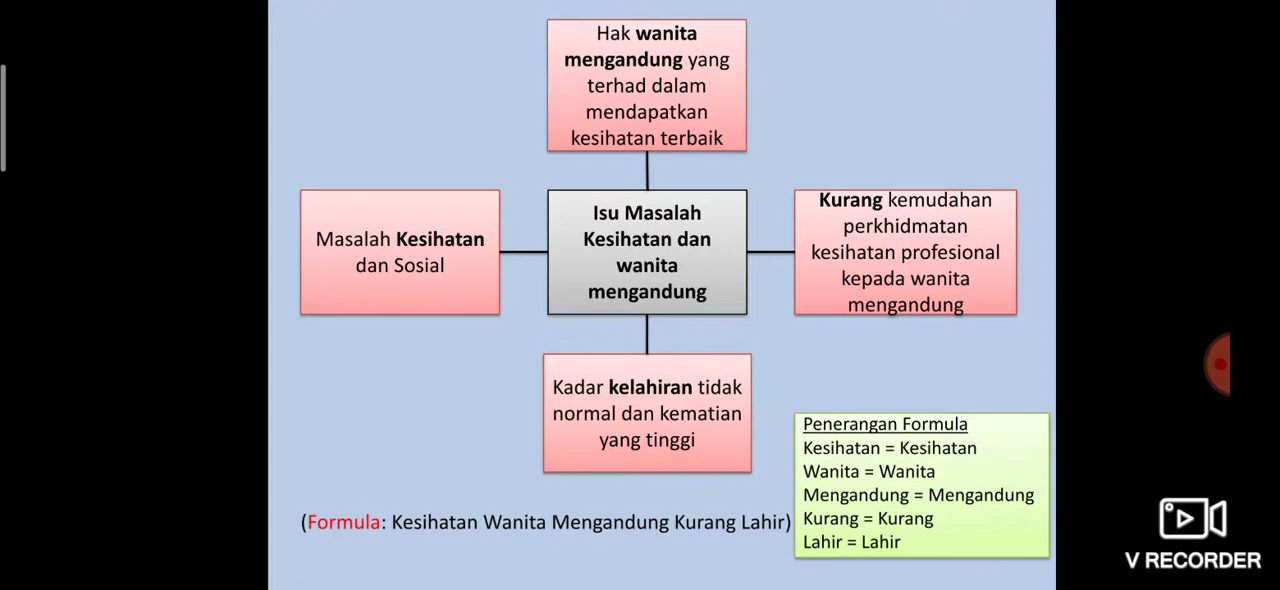 Hak wanita
mengandung yang
terhad dalam
mendapatkan
kesihatan terbaik
Masalah Kesihatan
dan Sosial
Isu Masalah
Kesihatan dan
wanita
mengandung
Kurang kemudahan
perkhidmatan
kesihatan profesional
kepada wanita
mengandung
Kadar kelahiran tidak
normal dan kematian
yang tinggi
Penerangan Formula
Kesihatan = Kesihatan
Wanita = Wanita
Mengandung = Mengandung
Kurang = Kurang
Lahir = Lahir
(Formula: Kesihatan Wanita Mengandung Kurang Lahir)
V RECORDER